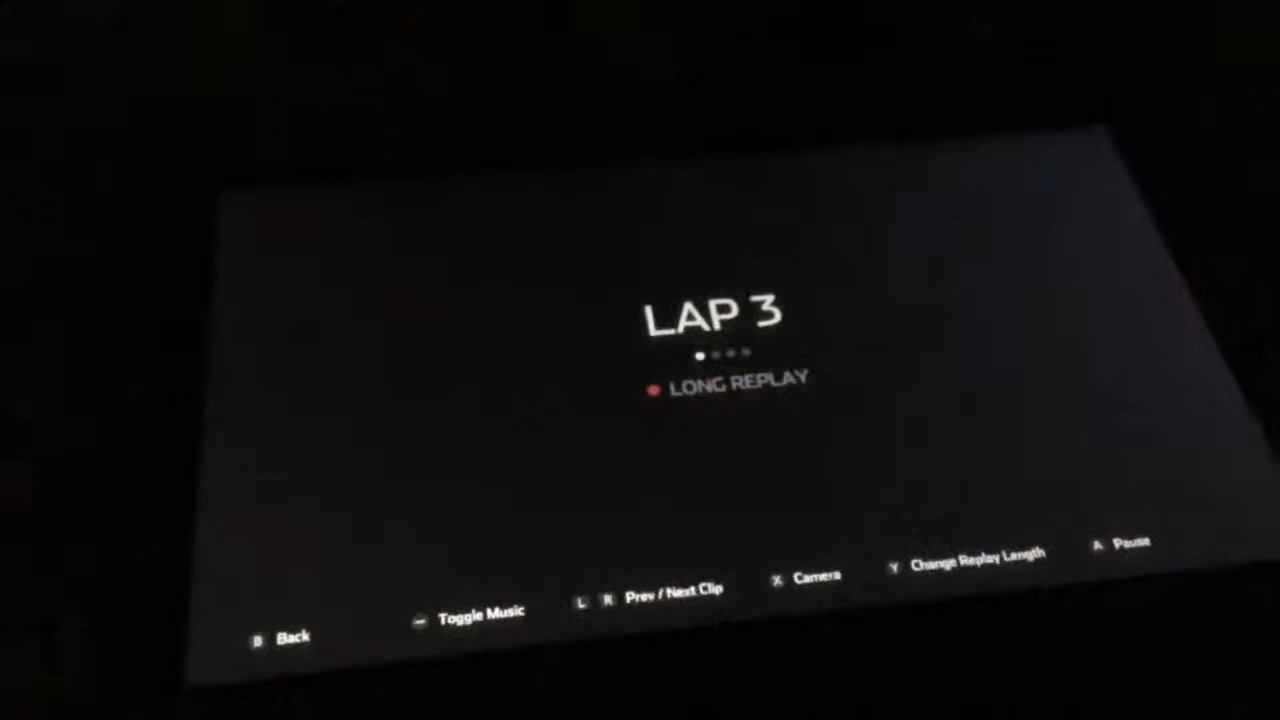 LAP 3
LONG REPLAY
B Back
− Toggle Music
L R Prev / Next Clip
X Camera
Y Change Replay Length
A Pause